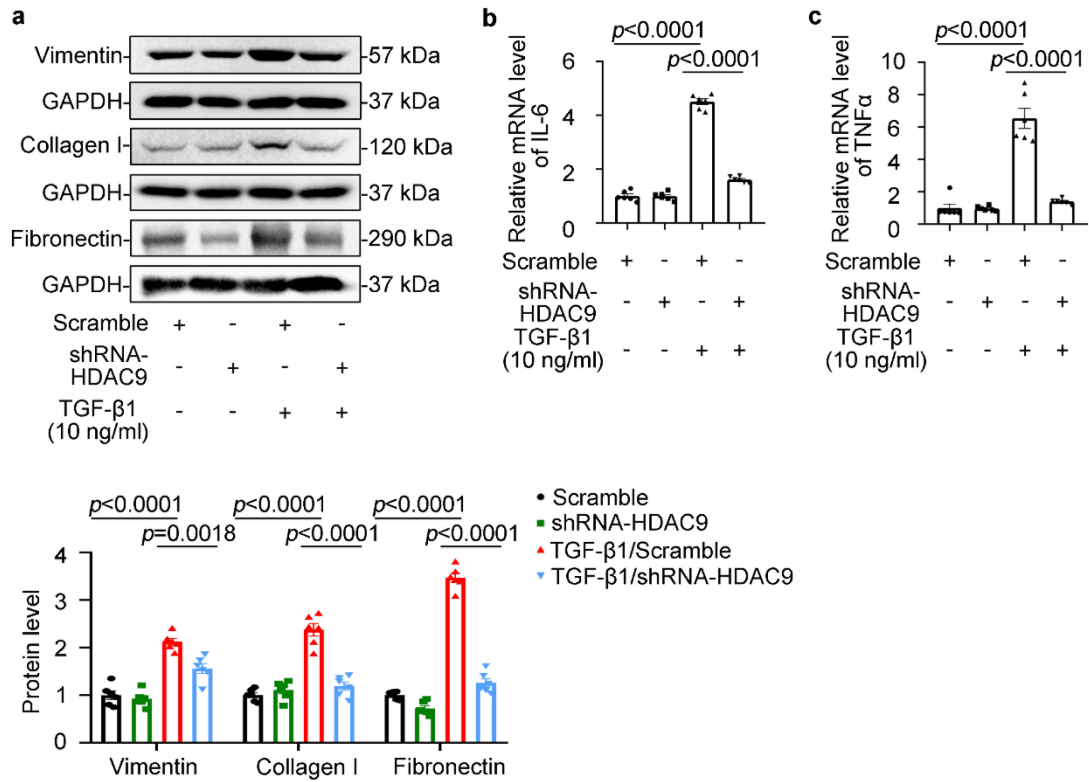 a
Vimentin
57 kDa
GAPDH
37 kDa
Collagen I
120 kDa
GAPDH
37 kDa
Fibronectin
290 kDa
GAPDH
37 kDa
Scramble + - + -
shRNA-
HDAC9 - + - +
TGF-β1
(10 ng/ml) - - + +
p<0.0001 p<0.0001 p<0.0001
p=0.0018 p<0.0001 p<0.0001
Protein level
4
3
2
1
0
Vimentin Collagen I Fibronectin
Scramble
shRNA-HDAC9
TGF-β1/Scramble
TGF-β1/shRNA-HDAC9
b
p<0.0001
p<0.0001
Relative mRNA level
of IL-6
6
4
2
0
Scramble + - + -
shRNA-
HDAC9 - + - +
TGF-β1
(10 ng/ml) - - + +
c
p<0.0001
p<0.0001
Relative mRNA level
of TNFα
10
8
6
4
2
0
Scramble + - + -
shRNA-
HDAC9 - + - +
TGF-β1
(10 ng/ml) - - + +